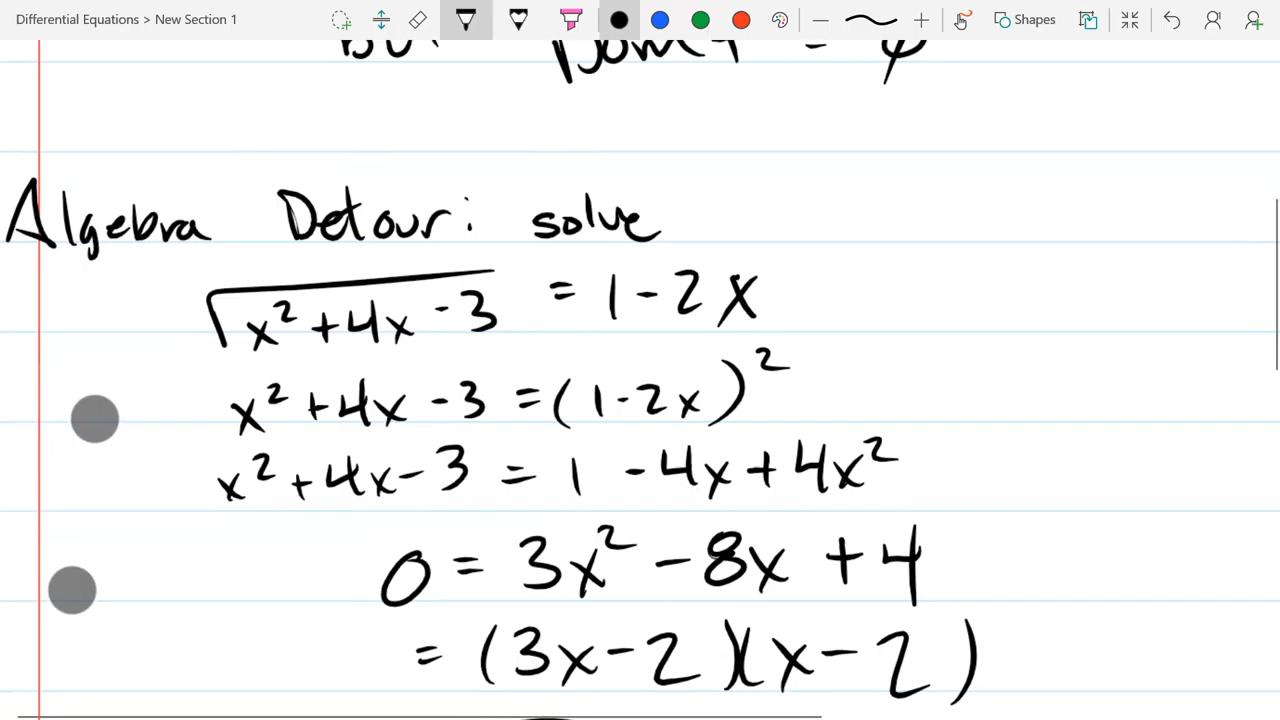 Differential Equations > New Section 1
Shapes
Algebra Detour: solve
√(x² + 4x - 3) = 1 - 2x
x² + 4x - 3 = (1 - 2x)²
x² + 4x - 3 = 1 - 4x + 4x²
0 = 3x² - 8x + 4
= (3x - 2)(x - 2)